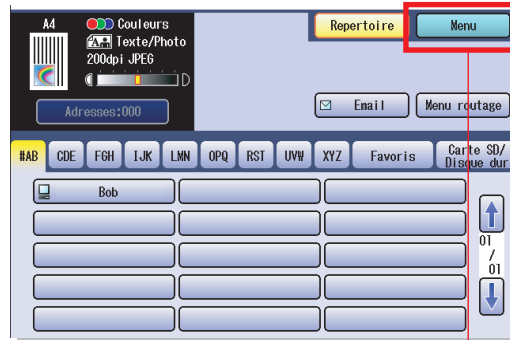 A4
Couleurs
Texte/Photo
200dpi JPEG
Adresses:000
Repertoire
Menu
Email
Menu routage
#AB CDE FGH IJK LMN OPQ RST UVW XYZ Favoris Carte SD/
Disque dur
Bob
01
/
01